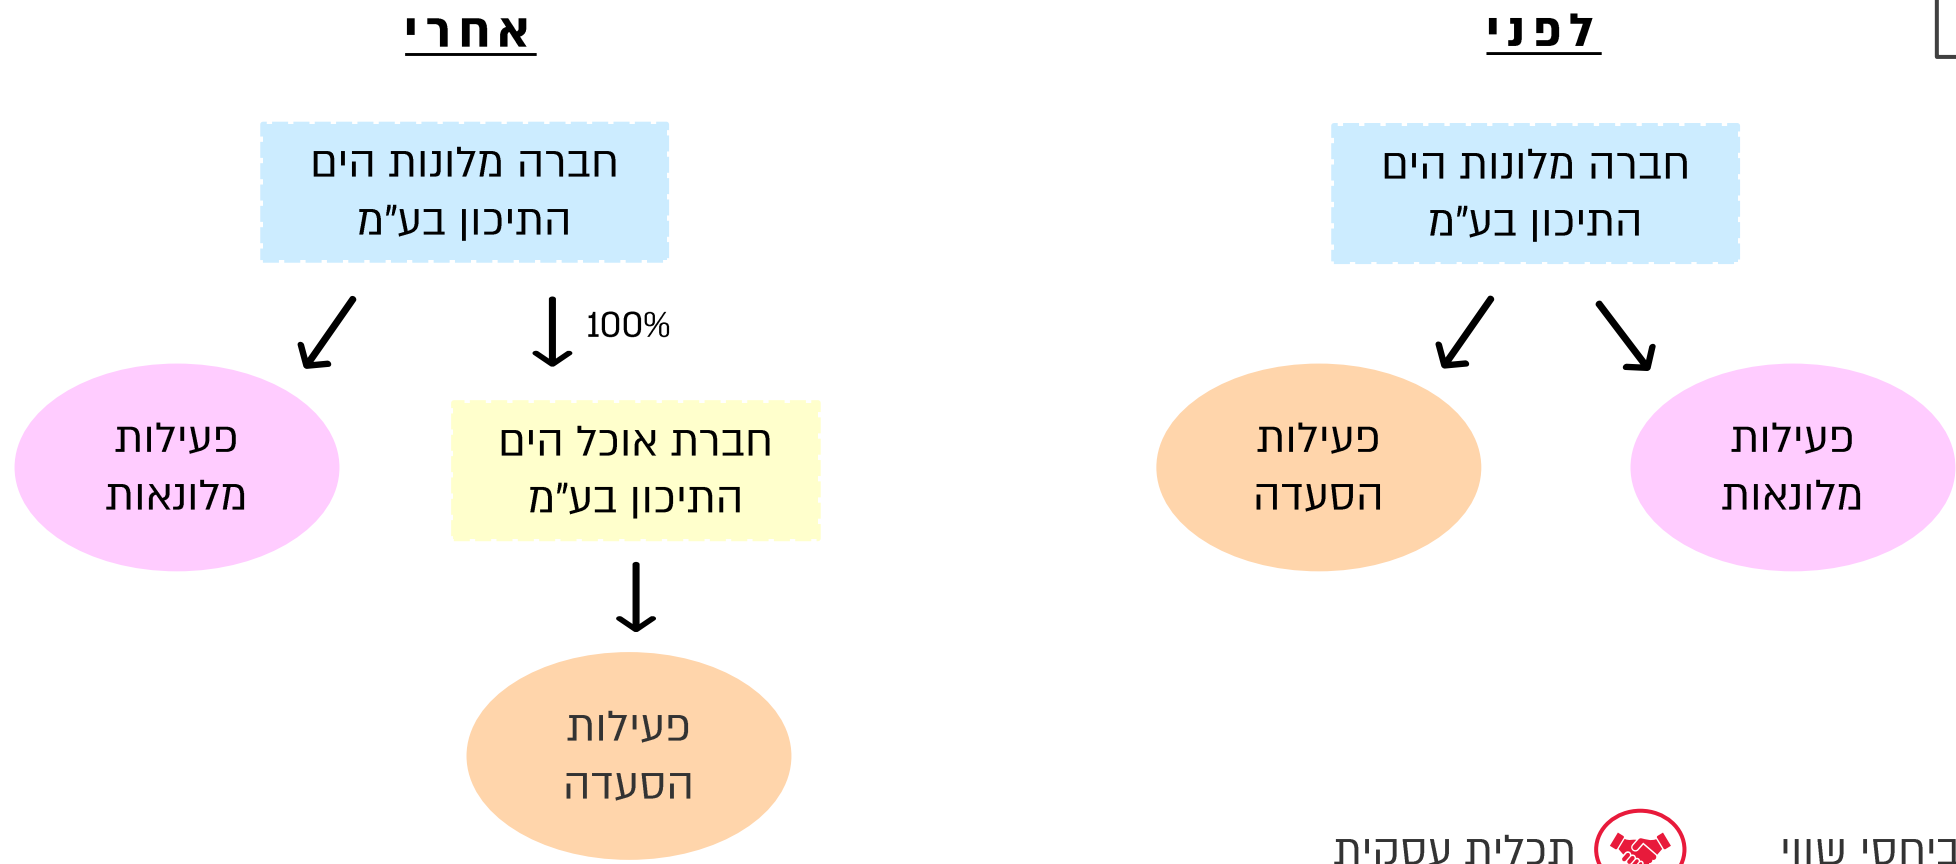 לפני
חברה מלונות הים
התיכון בע"מ
פעילות
מלונאות
פעילות
הסעדה
אחרי
חברה מלונות הים
התיכון בע"מ
100%
חברת אוכל הים
התיכון בע"מ
פעילות
מלונאות
פעילות
הסעדה
ביחסי שווי
תכלית עסקית